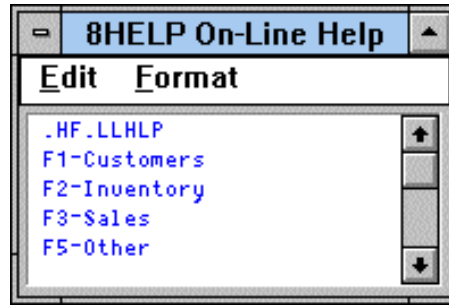 8HELP On-Line Help
Edit Format
.HF.LLHLP
F1-Customers
F2-Inventory
F3-Sales
F5-Other